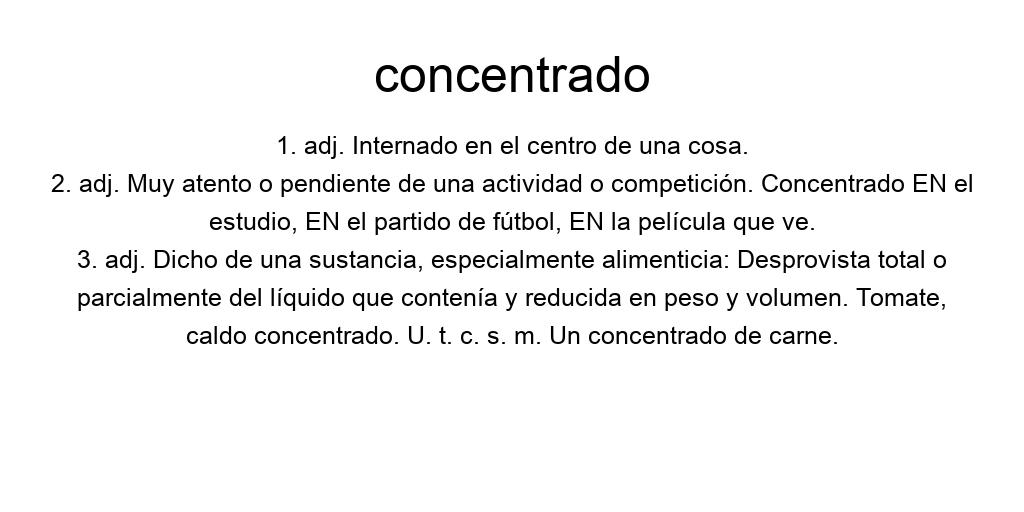 concentrado
1. adj. Internado en el centro de una cosa.
2. adj. Muy atento o pendiente de una actividad o competición. Concentrado EN el
estudio, EN el partido de fútbol, EN la película que ve.
3. adj. Dicho de una sustancia, especialmente alimenticia: Desprovista total o
parcialmente del líquido que contenía y reducida en peso y volumen. Tomate,
caldo concentrado. U. t. c. s. m. Un concentrado de carne.